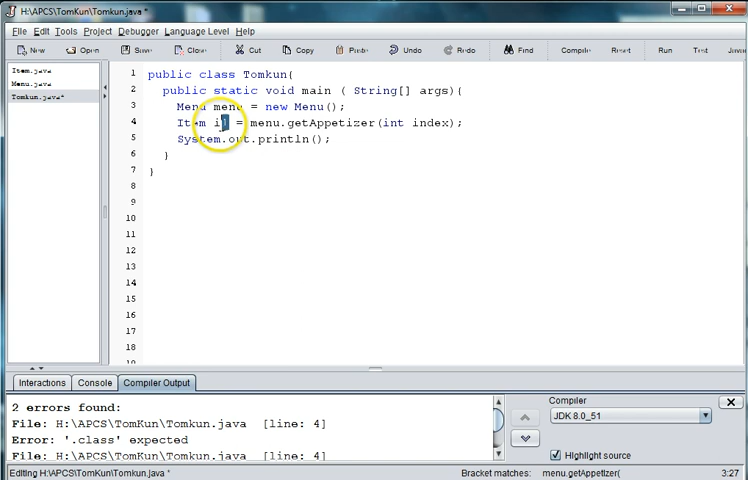 H:\APCS\TomKun\Tomkun.java *
File Edit Tools Project Debugger Language Level Help
New Open Save Close Cut Copy Paste Undo Redo Find Compile Reset Run Test Java
Item.java
Menu.java
Tomkun.java*
1 public class Tomkun{
2 public static void main ( String[] args){
3 Menu menu = new Menu();
4 Item i1 = menu.getAppetizer(int index);
5 System.out.println();
6 }
7 }
8
9
10
11
12
13
14
15
16
17
18
19
Interactions Console Compiler Output
2 errors found:
File: H:\APCS\TomKun\Tomkun.java [line: 4]
Error: '.class' expected
File: H:\APCS\TomKun\Tomkun.java [line: 4]
Compiler
JDK 8.0_51
Highlight source
Editing H:\APCS\TomKun\Tomkun.java * Bracket matches: menu.getAppetizer( 3:27